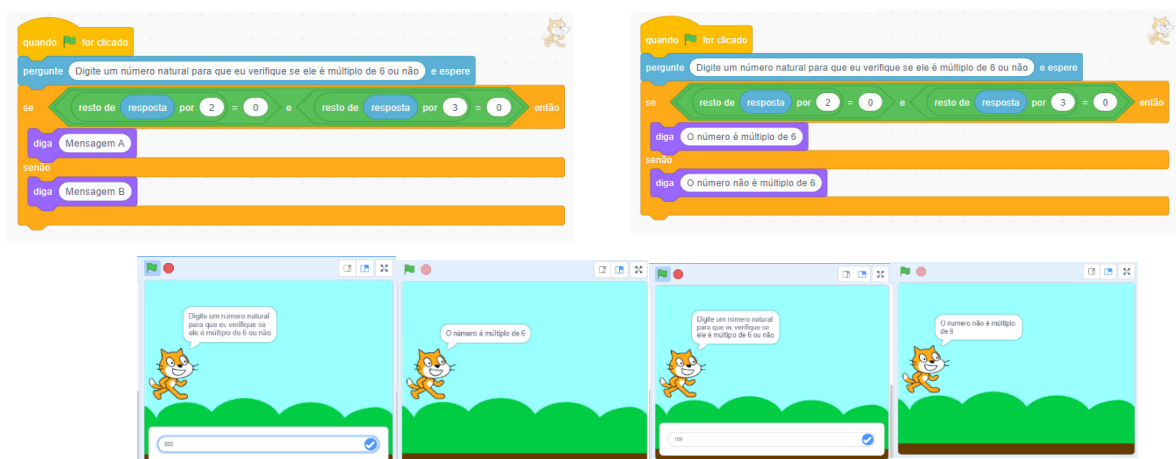 quando for clicado
pergunte Digite um número natural para que eu verifique se ele é múltiplo de 6 ou não e espere
se resto de resposta por 2 = 0 e resto de resposta por 3 = 0 então
diga Mensagem A
senão
diga Mensagem B
quando for clicado
pergunte Digite um número natural para que eu verifique se ele é múltiplo de 6 ou não e espere
se resto de resposta por 2 = 0 e resto de resposta por 3 = 0 então
diga O número é múltiplo de 6
senão
diga O número não é múltiplo de 6
Digite um número natural
para que eu verifique se
ele é múltiplo de 6 ou não
O número é múltiplo de 6
Digite um número natural
para que eu verifique se
ele é múltiplo de 6 ou não
O número não é múltiplo
de 6